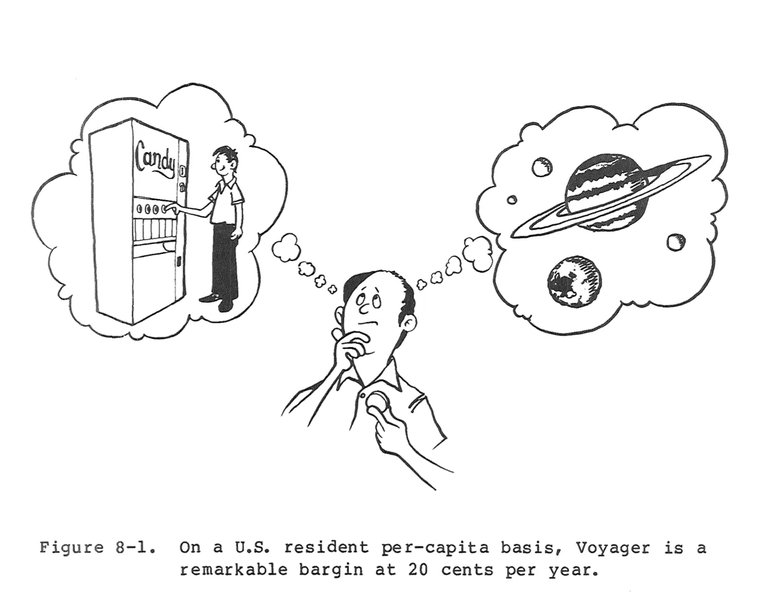 Candy
Figure 8-1. On a U.S. resident per-capita basis, Voyager is a
remarkable bargin at 20 cents per year.